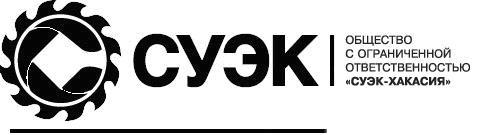 СУЭК
ОБЩЕСТВО
С ОГРАНИЧЕННОЙ
ОТВЕТСТВЕННОСТЬЮ
«СУЭК-ХАКАСИЯ»